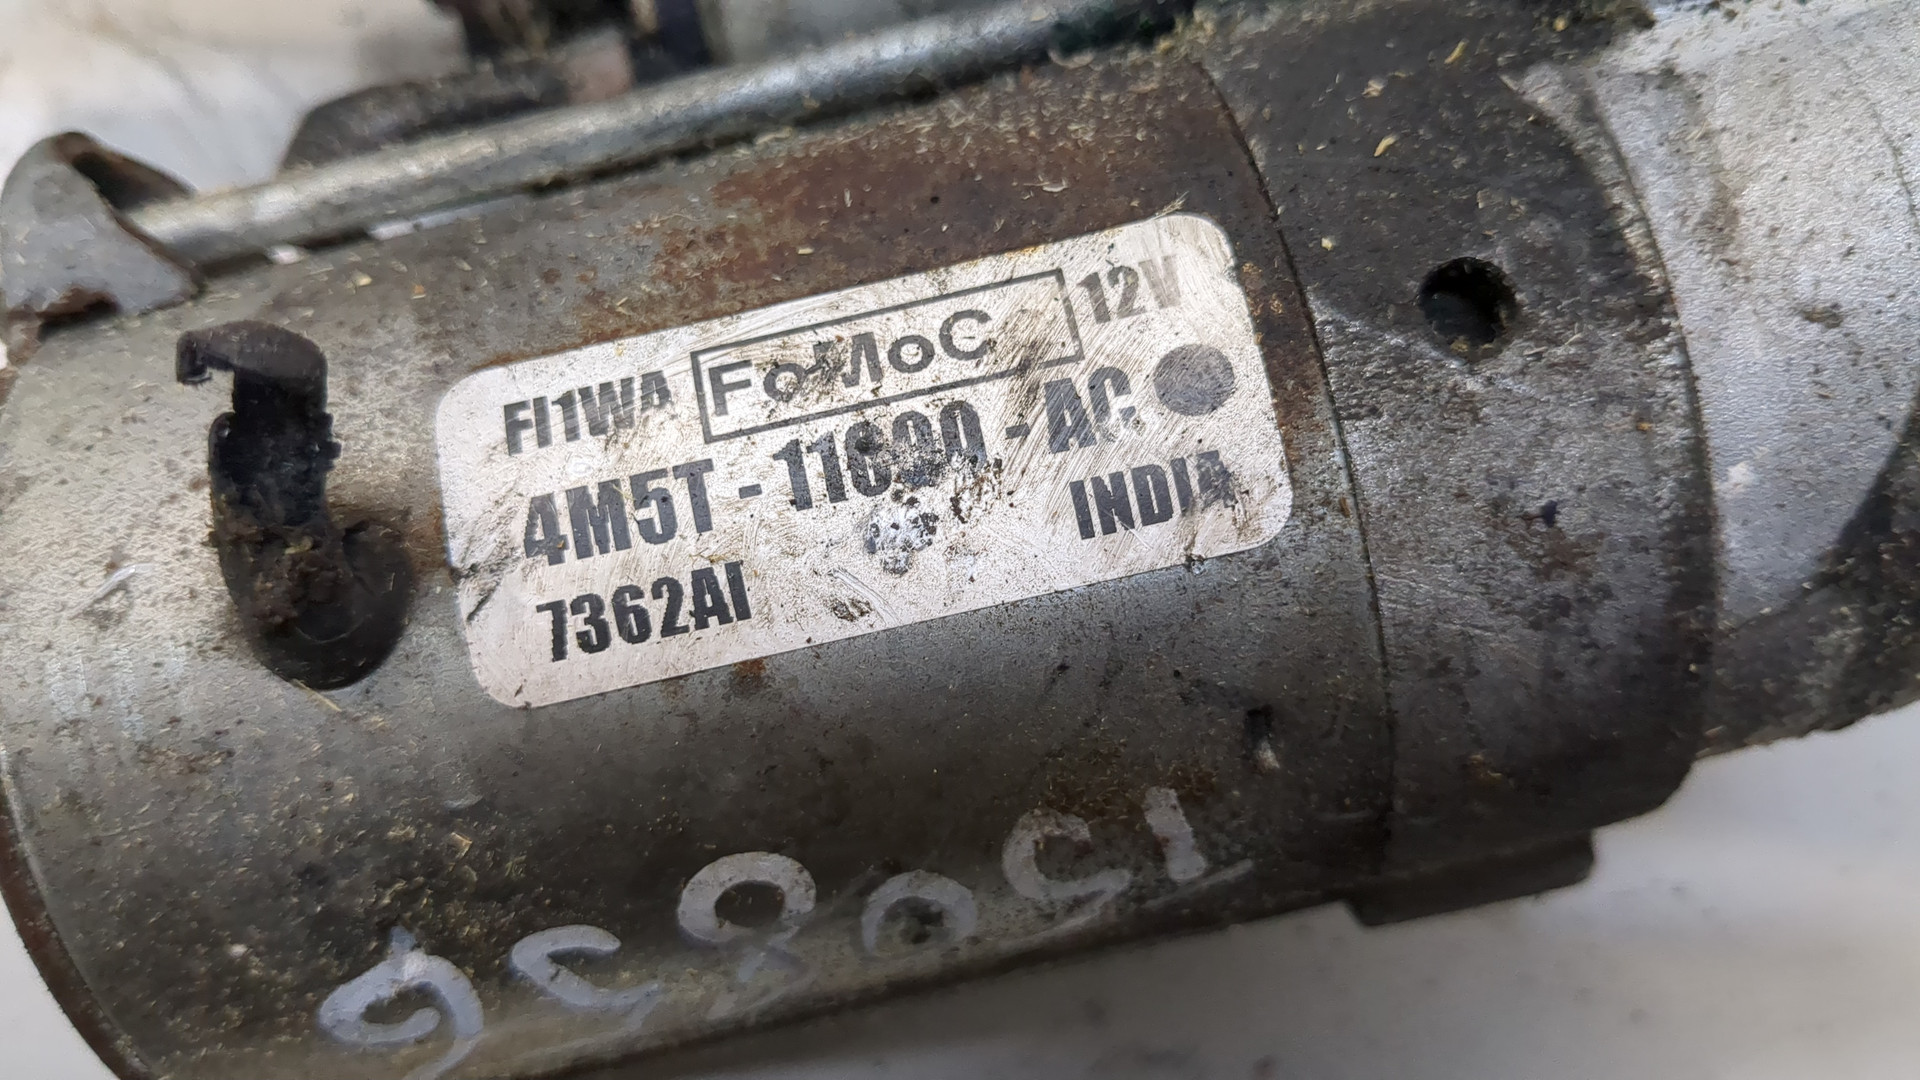 FI1WA FoMoC 12V
4M5T - 11000 - AC
7362AI INDIA